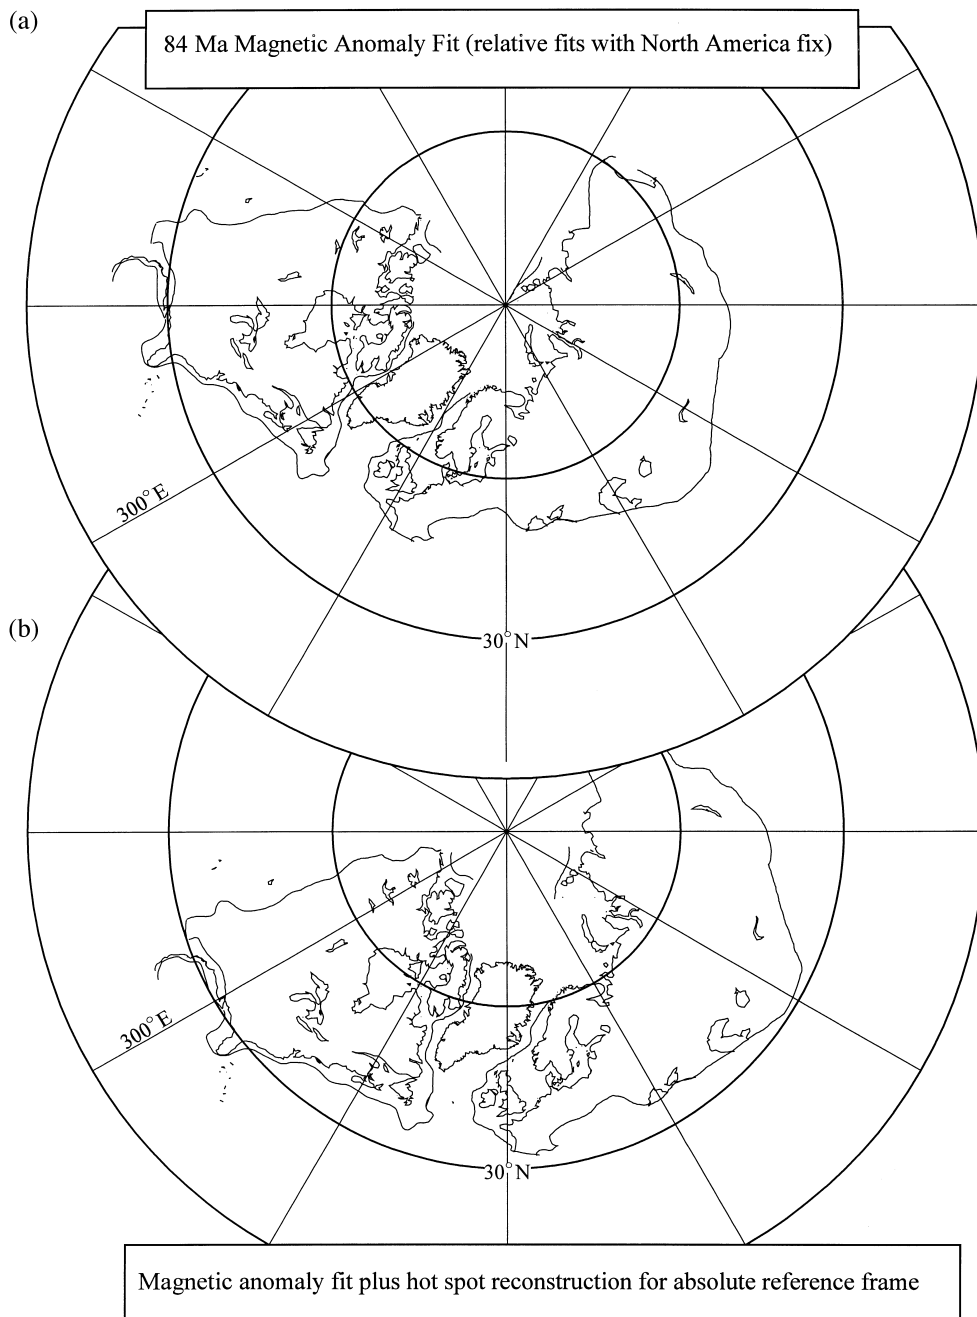 (a)
84 Ma Magnetic Anomaly Fit (relative fits with North America fix)
300°E
30° N
(b)
300°E
30° N
Magnetic anomaly fit plus hot spot reconstruction for absolute reference frame